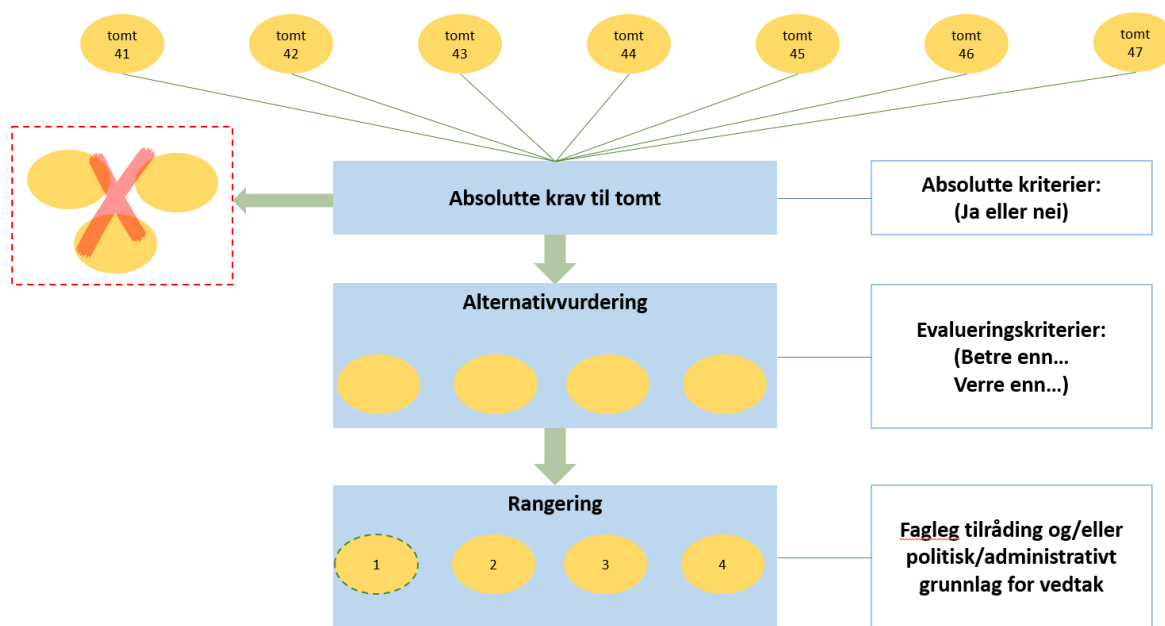 tomt
41
tomt
42
tomt
43
tomt
44
tomt
45
tomt
46
tomt
47
Absolutte krav til tomt
Absolutte kriterier:
(Ja eller nei)
Alternativvurdering
Evalueringskriterier:
(Betre enn...
Verre enn...)
Rangering
1
2
3
4
Fagleg tilråding og/eller
politisk/administrativt
grunnlag for vedtak